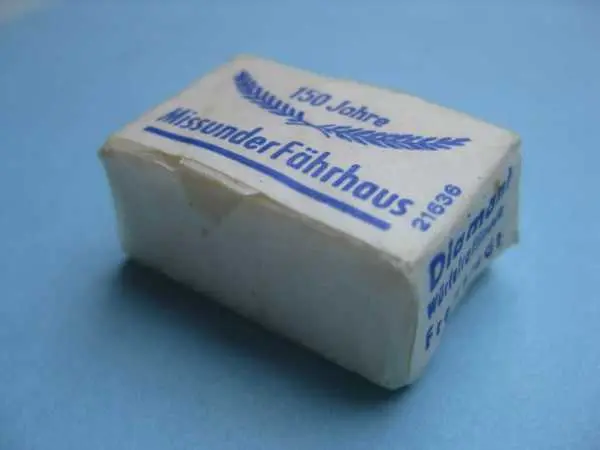 150 Jahre
Missunder Fährhaus
21636
Diamant